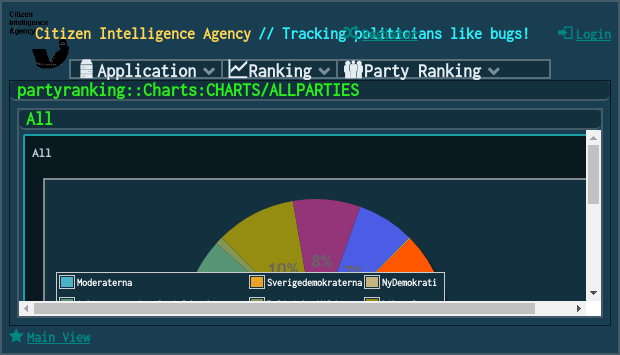 Citizen
Intelligence
Agency
Citizen Intelligence Agency // Tracking politicians like bugs!
Register
Login
Application
Ranking
Party Ranking
partyranking::Charts:CHARTS/ALLPARTIES
All
All
8%
10%
Moderaterna
Sverigedemokraterna
NyDemokrati
Main View